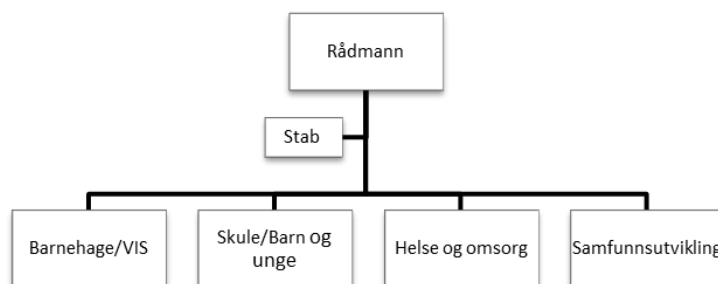 Rådmann
Stab
Barnehage/VIS
Skule/Barn og
unge
Helse og omsorg
Samfunnsutvikling